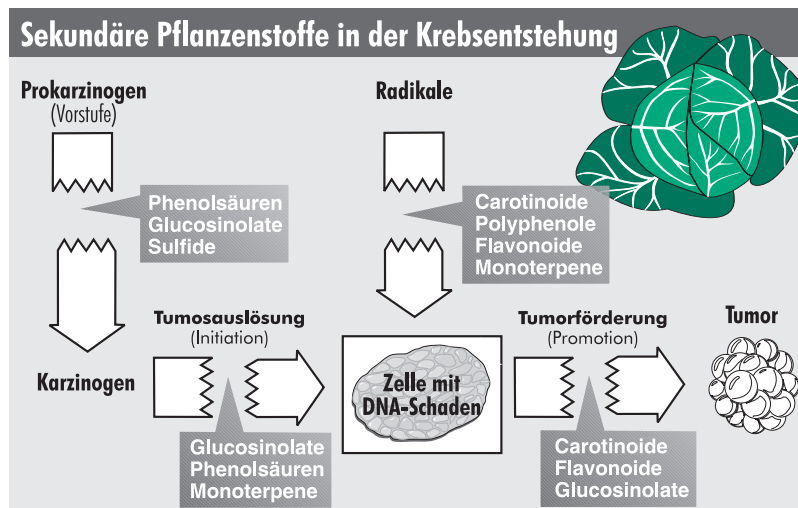 Sekundäre Pflanzenstoffe in der Krebsentstehung
Prokarzinogen
(Vorstufe)
Radikale
Phenolsäuren
Glucosinolate
Sulfide
Carotinoide
Polyphenole
Flavonoide
Monoterpene
Karzinogen
Tumosauslösung
(Initiation)
Zelle mit
DNA-Schaden
Tumorförderung
(Promotion)
Tumor
Glucosinolate
Phenolsäuren
Monoterpene
Carotinoide
Flavonoide
Glucosinolate